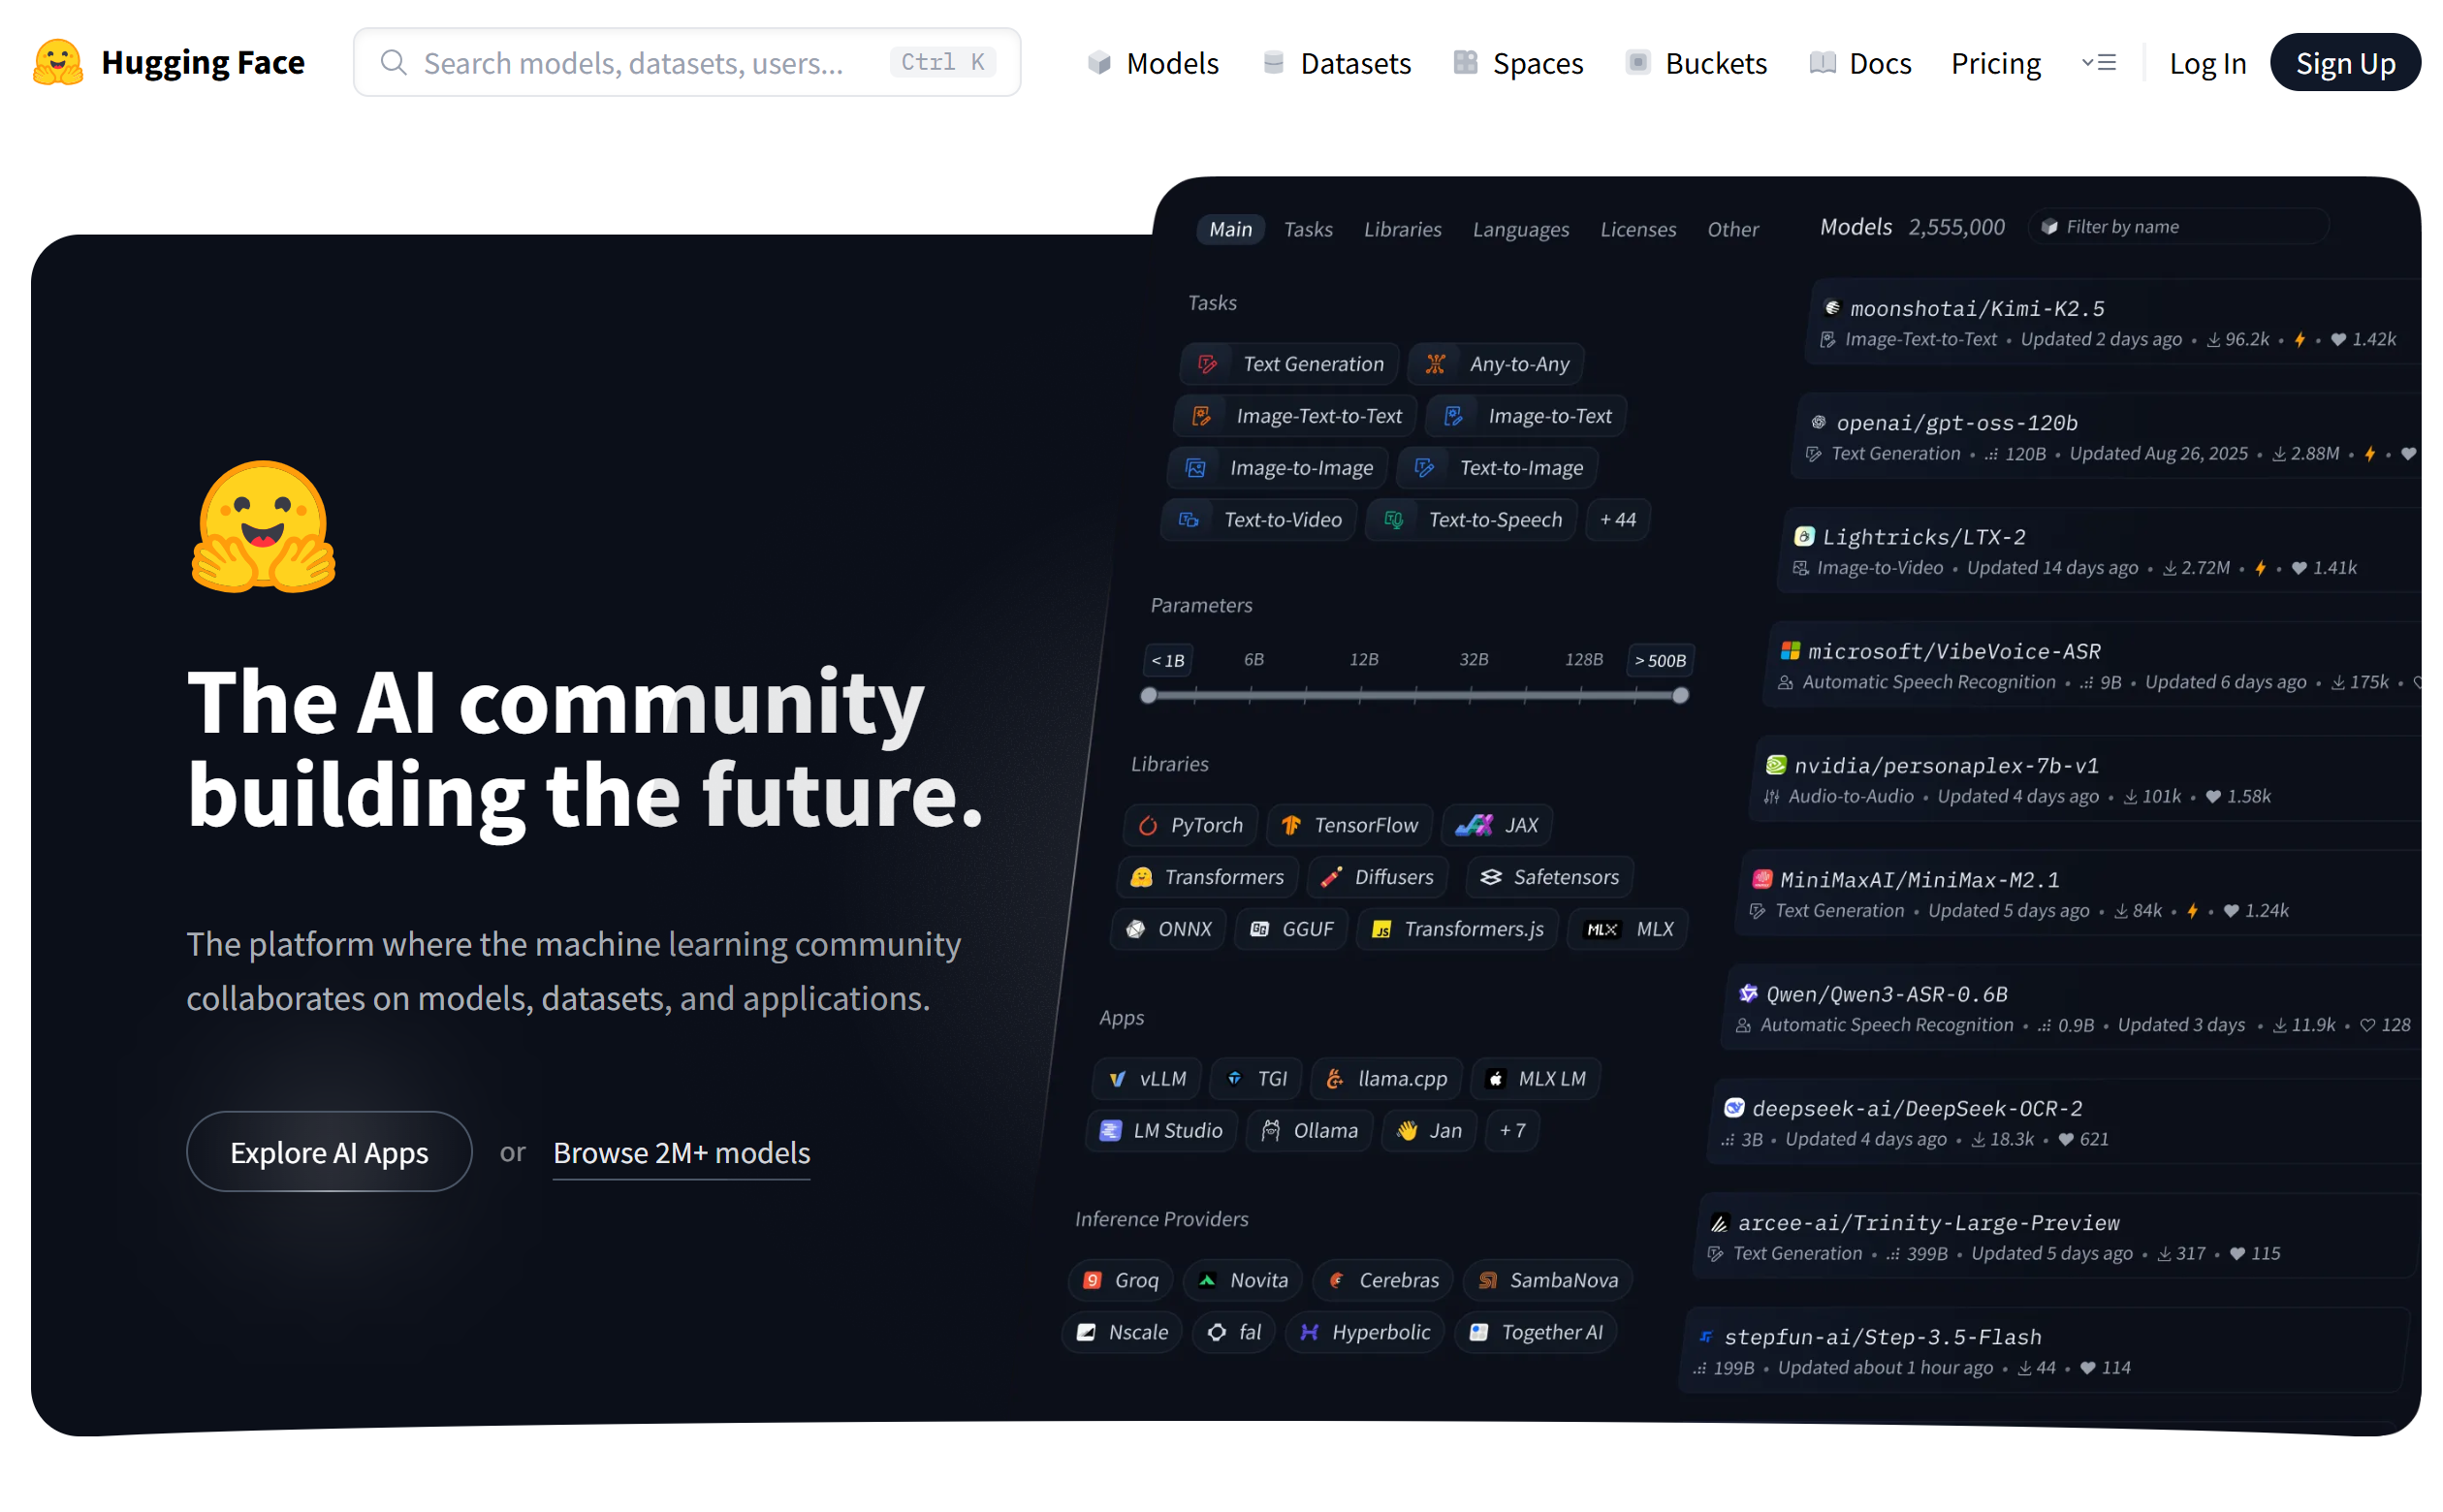 Hugging Face
Search models, datasets, users...
Ctrl K
Models
Datasets
Spaces
Buckets
Docs
Pricing
Log In
Sign Up
The AI community
building the future.
The platform where the machine learning community
collaborates on models, datasets, and applications.
Explore AI Apps or Browse 2M+ models
Main Tasks Libraries Languages Licenses Other
Tasks
Text Generation Any-to-Any
Image-Text-to-Text Image-to-Text
Image-to-Image Text-to-Image
Text-to-Video Text-to-Speech + 44
Parameters
< 1B 6B 12B 32B 128B > 500B
Libraries
PyTorch TensorFlow JAX
Transformers Diffusers Safetensors
ONNX GGUF Transformers.js MLX MLX
Apps
vLLM TGI llama.cpp MLX LM
LM Studio Ollama Jan + 7
Inference Providers
Groq Novita Cerebras SambaNova
Nscale fal Hyperbolic Together AI
Models 2,555,000 Filter by name
moonshotai/Kimi-K2.5
Image-Text-to-Text • Updated 2 days ago • 96.2k • • 1.42k
openai/gpt-oss-120b
Text Generation • 120B • Updated Aug 26, 2025 • 2.88M • •
Lightricks/LTX-2
Image-to-Video • Updated 14 days ago • 2.72M • • 1.41k
microsoft/VibeVoice-ASR
Automatic Speech Recognition • 9B • Updated 6 days ago • 175k •
nvidia/personaplex-7b-v1
Audio-to-Audio • Updated 4 days ago • 101k • 1.58k
MiniMaxAI/MiniMax-M2.1
Text Generation • Updated 5 days ago • 84k • • 1.24k
Qwen/Qwen3-ASR-0.6B
Automatic Speech Recognition • 0.9B • Updated 3 days • 11.9k • 128
deepseek-ai/DeepSeek-OCR-2
3B • Updated 4 days ago • 18.3k • 621
arcee-ai/Trinity-Large-Preview
Text Generation • 399B • Updated 5 days ago • 317 • 115
stepfun-ai/Step-3.5-Flash
199B • Updated about 1 hour ago • 44 • 114